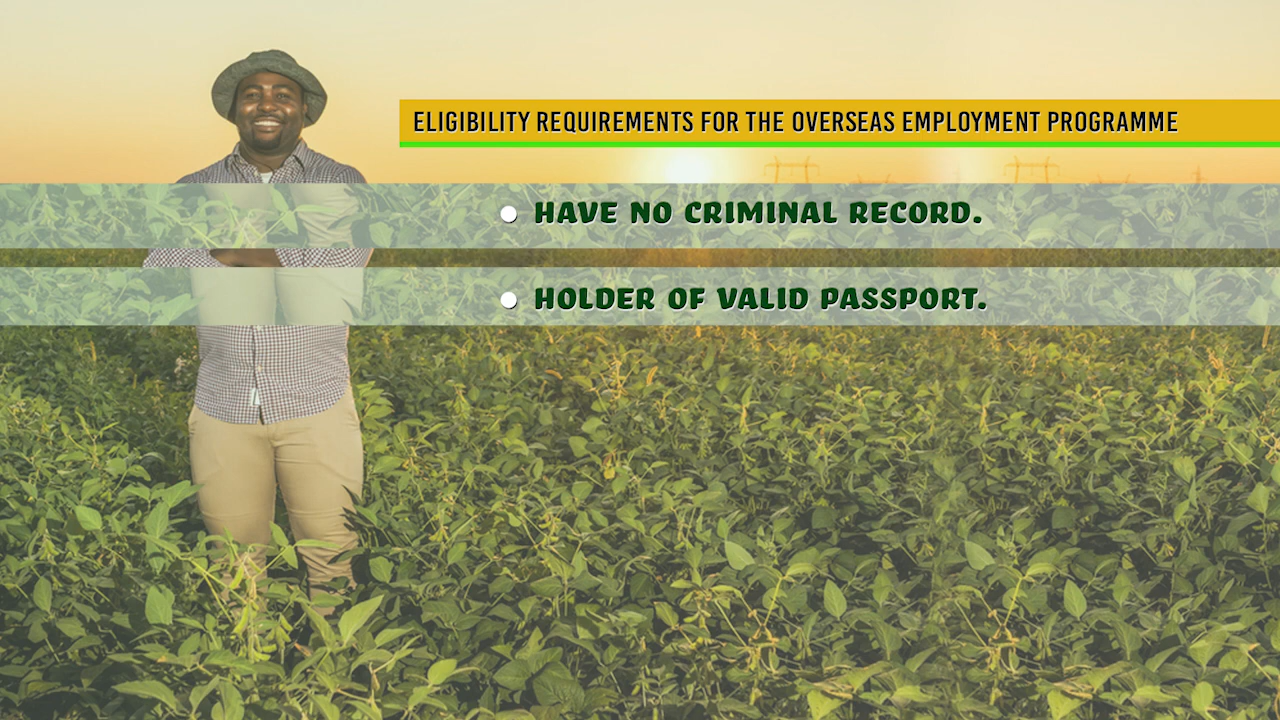 ELIGIBILITY REQUIREMENTS FOR THE OVERSEAS EMPLOYMENT PROGRAMME
● HAVE NO CRIMINAL RECORD.
● HOLDER OF VALID PASSPORT.